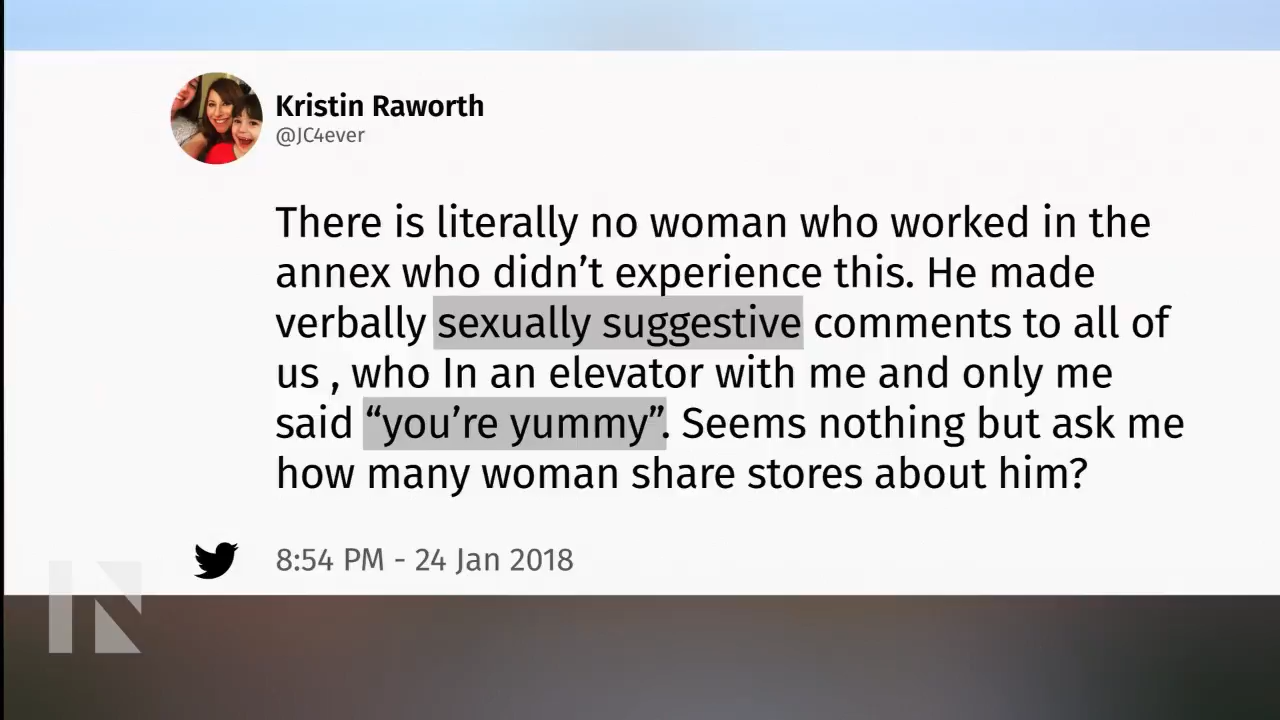 Kristin Raworth
@JC4ever
There is literally no woman who worked in the
annex who didn’t experience this. He made
verbally sexually suggestive comments to all of
us , who In an elevator with me and only me
said “you’re yummy”. Seems nothing but ask me
how many woman share stores about him?
8:54 PM - 24 Jan 2018